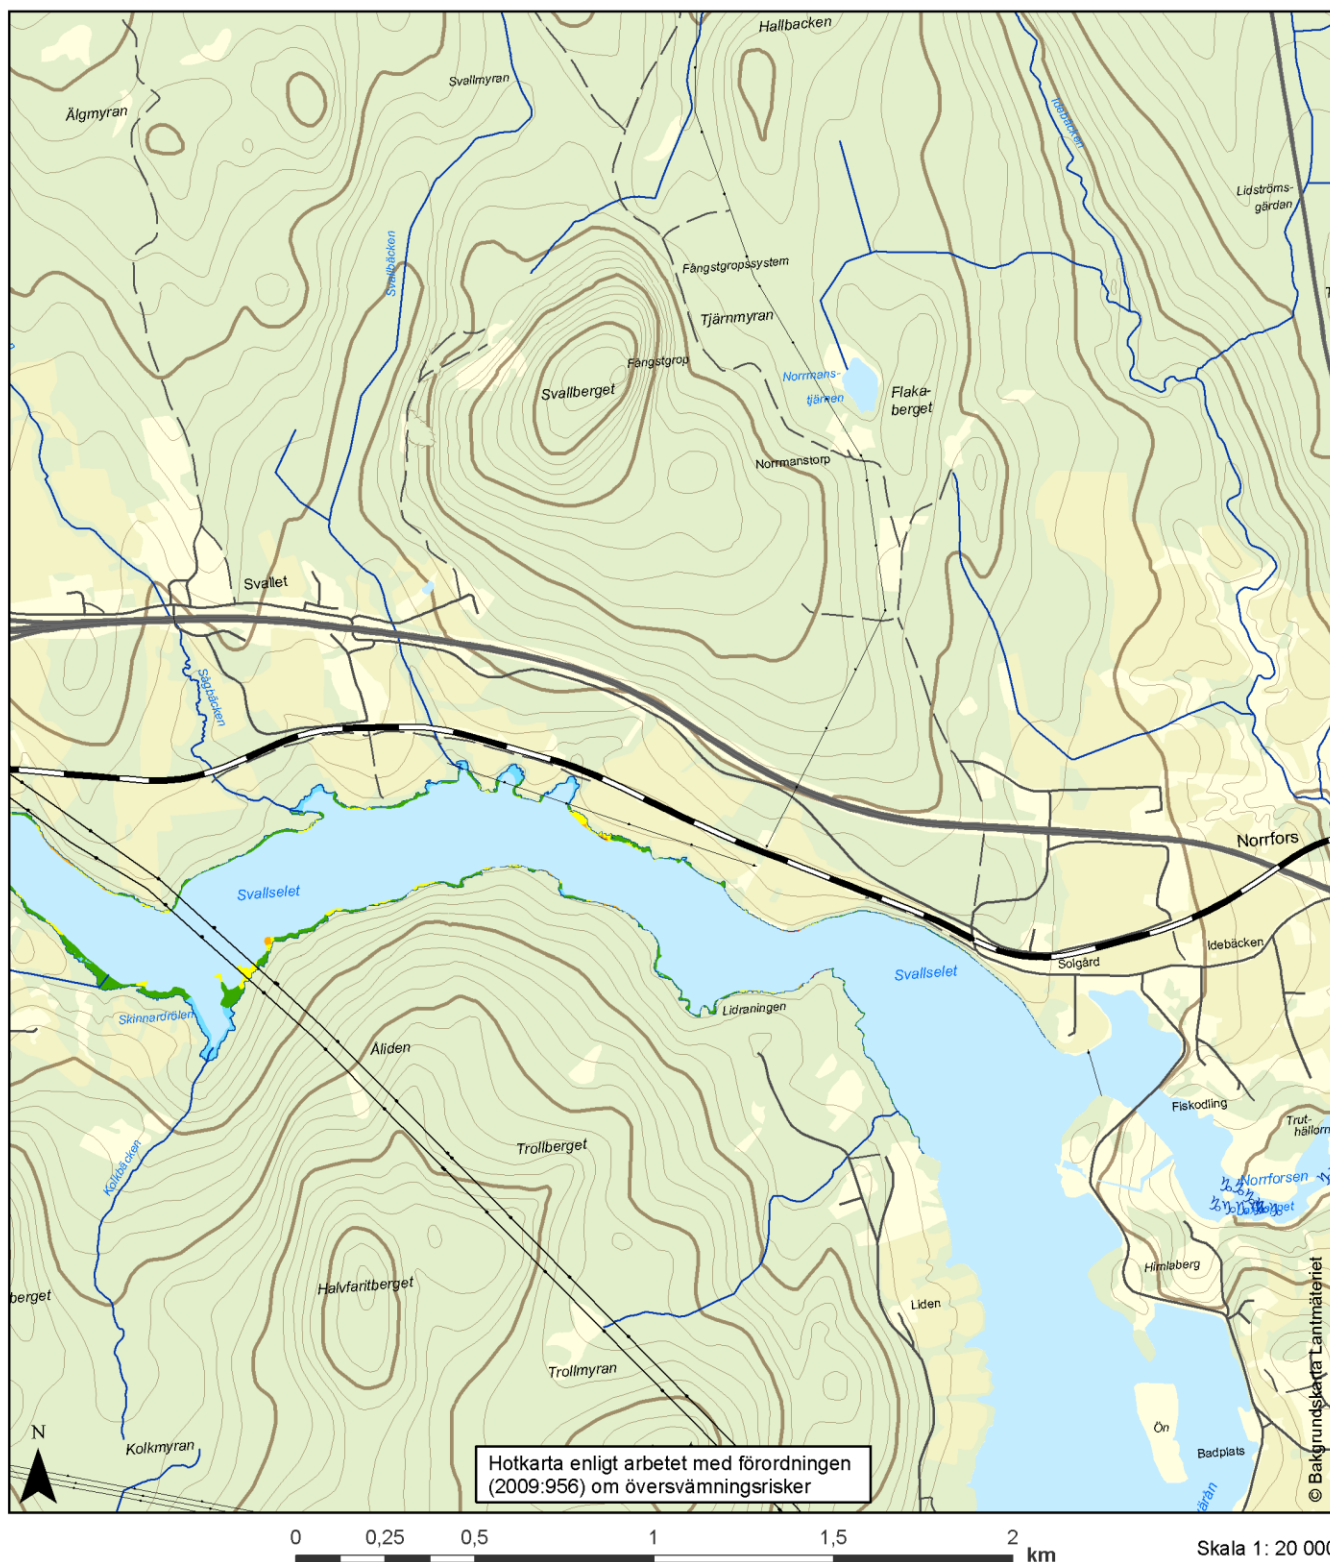 Hallbacken
Svallmyran
Älgmyran
Idebäcken
Lidströms-
gärdan
Svallbäcken
Fångstgropssystem
Tjärnmyran
Fångstgrop
Svallberget
Norrmans-
tjärnen
Flaka-
berget
Norrmanstorp
Svallet
Sågbäcken
Norrfors
Svallselet
Idebäcken
Solgård
Svallselet
Skinnardrölen
Lidraningen
Åliden
Fiskodling
Trut-
hällorn
Trollberget
Kolkbäcken
Norrforsen
Himlaberg
Halvfaritberget
berget
Liden
Trollmyran
Ön
Badplats
Kolkmyran
N
Hotkarta enligt arbetet med förordningen
(2009:956) om översvämningsrisker
© Bakgrundskarta Lantmäteriet
0 0,25 0,5 1 1,5 2
km
Skala 1: 20 000